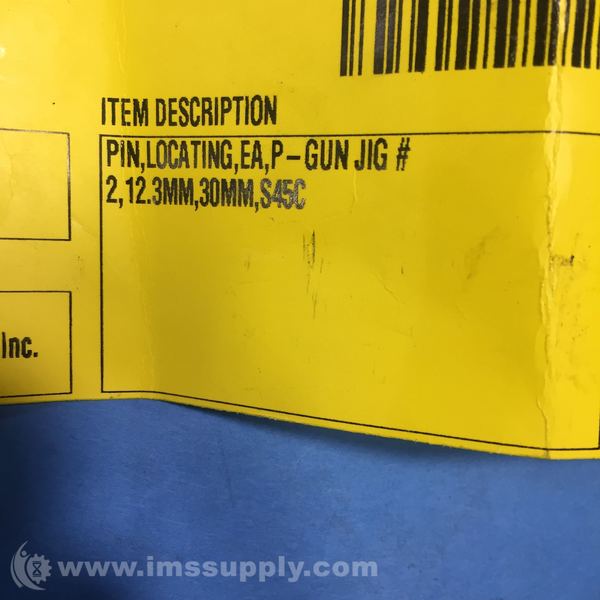 ITEM DESCRIPTION
PIN,LOCATING,EA,P-GUN JIG #
2,12.3MM,30MM,S45C
Inc.
www.imssupply.com